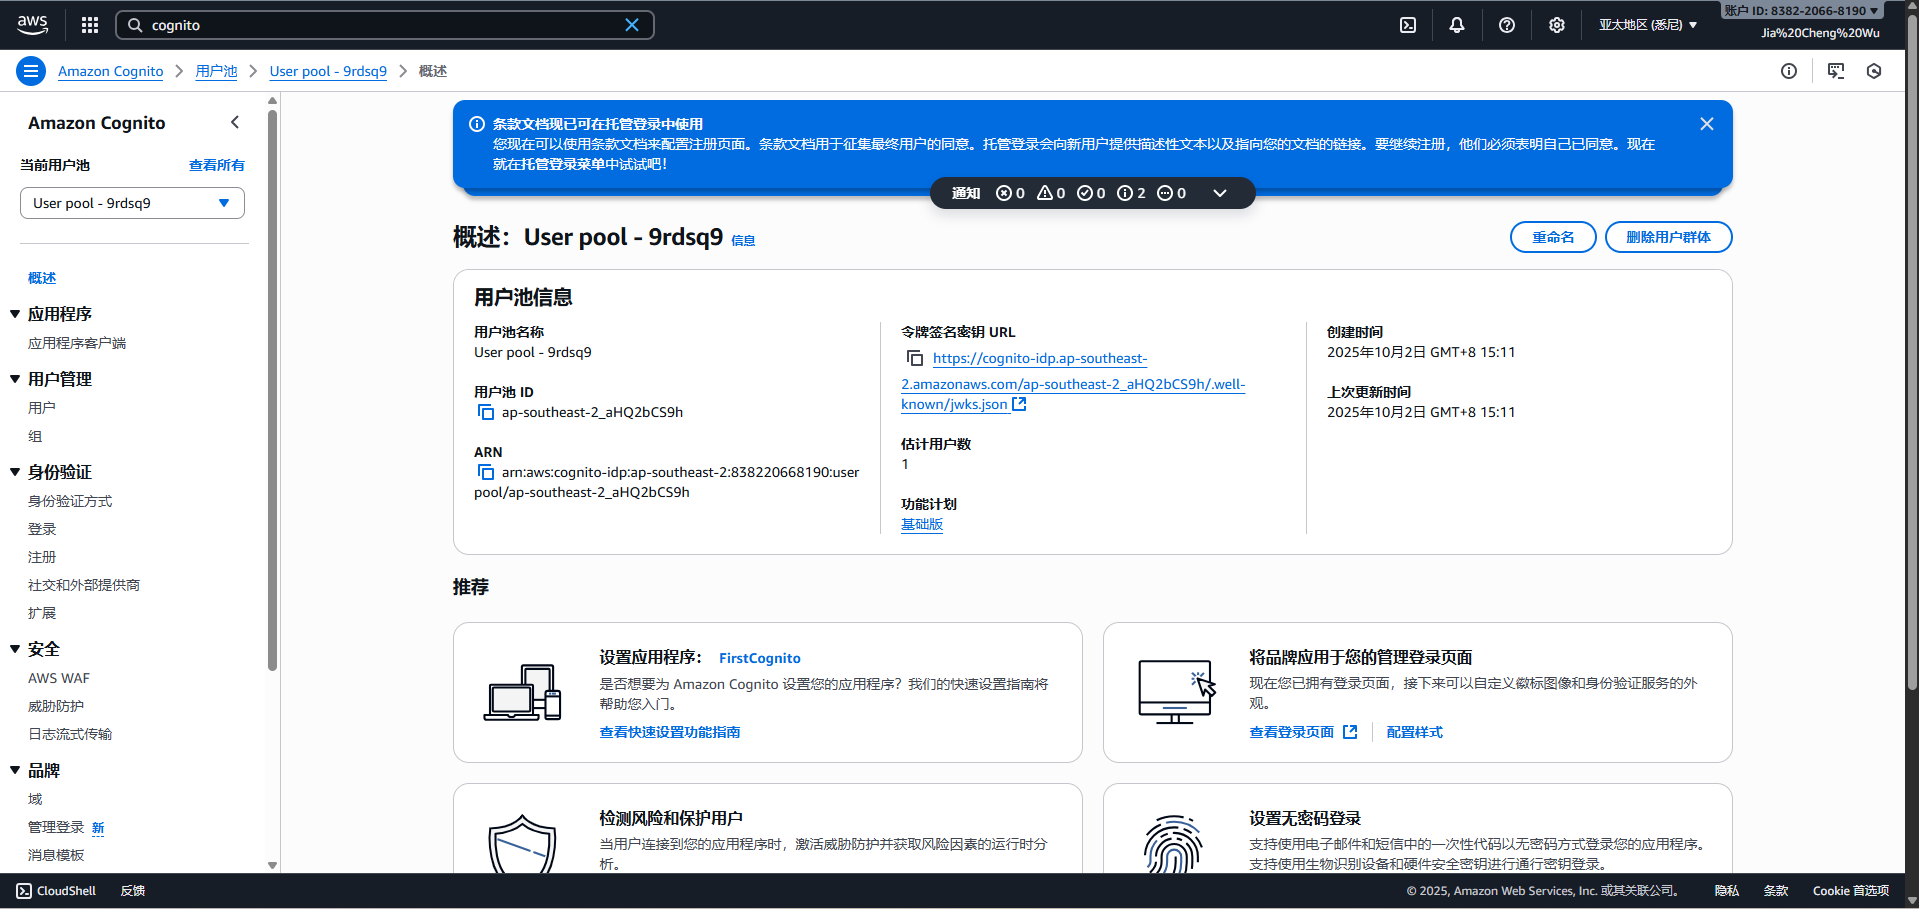 aws
cognito
亚太地区 (悉尼)
账户 ID: 8382-2066-8190
Jia%20Cheng%20Wu
Amazon Cognito
用户池
User pool - 9rdsq9
概述
Amazon Cognito
当前用户池
查看所有
User pool - 9rdsq9
概述
应用程序
应用程序客户端
用户管理
用户
组
身份验证
身份验证方式
登录
注册
社交和外部提供商
扩展
安全
AWS WAF
威胁防护
日志流式传输
品牌
域
管理登录 新
消息模板
条款文档现已可在托管登录中使用
您现在可以使用条款文档来配置注册页面。条款文档用于征集最终用户的同意。托管登录会向新用户提供描述性文本以及指向您的文档的链接。要继续注册，他们必须表明自己已同意。现在
就在托管登录菜单中试试吧！
通知 0 0 0 2 0
概述：User pool - 9rdsq9 信息
重命名
删除用户群体
用户池信息
用户池名称
User pool - 9rdsq9
用户池 ID
ap-southeast-2_aHQ2bCS9h
ARN
arn:aws:cognito-idp:ap-southeast-2:838220668190:user
pool/ap-southeast-2_aHQ2bCS9h
令牌签名密钥 URL
https://cognito-idp.ap-southeast-
2.amazonaws.com/ap-southeast-2_aHQ2bCS9h/.well-
known/jwks.json
估计用户数
1
功能计划
基础版
创建时间
2025年10月2日 GMT+8 15:11
上次更新时间
2025年10月2日 GMT+8 15:11
推荐
设置应用程序： FirstCognito
是否想要为 Amazon Cognito 设置您的应用程序？我们的快速设置指南将
帮助您入门。
查看快速设置功能指南
将品牌应用于您的管理登录页面
现在您已拥有登录页面，接下来可以自定义徽标图像和身份验证服务的外
观。
查看登录页面
配置样式
检测风险和保护用户
当用户连接到您的应用程序时，激活威胁防护并获取风险因素的运行时分
析。
设置无密码登录
支持使用电子邮件和短信中的一次性代码以无密码方式登录您的应用程序。
支持使用生物识别设备和硬件安全密钥进行通行密钥登录。
CloudShell
反馈
© 2025, Amazon Web Services, Inc. 或其关联公司。
隐私
条款
Cookie 首选项